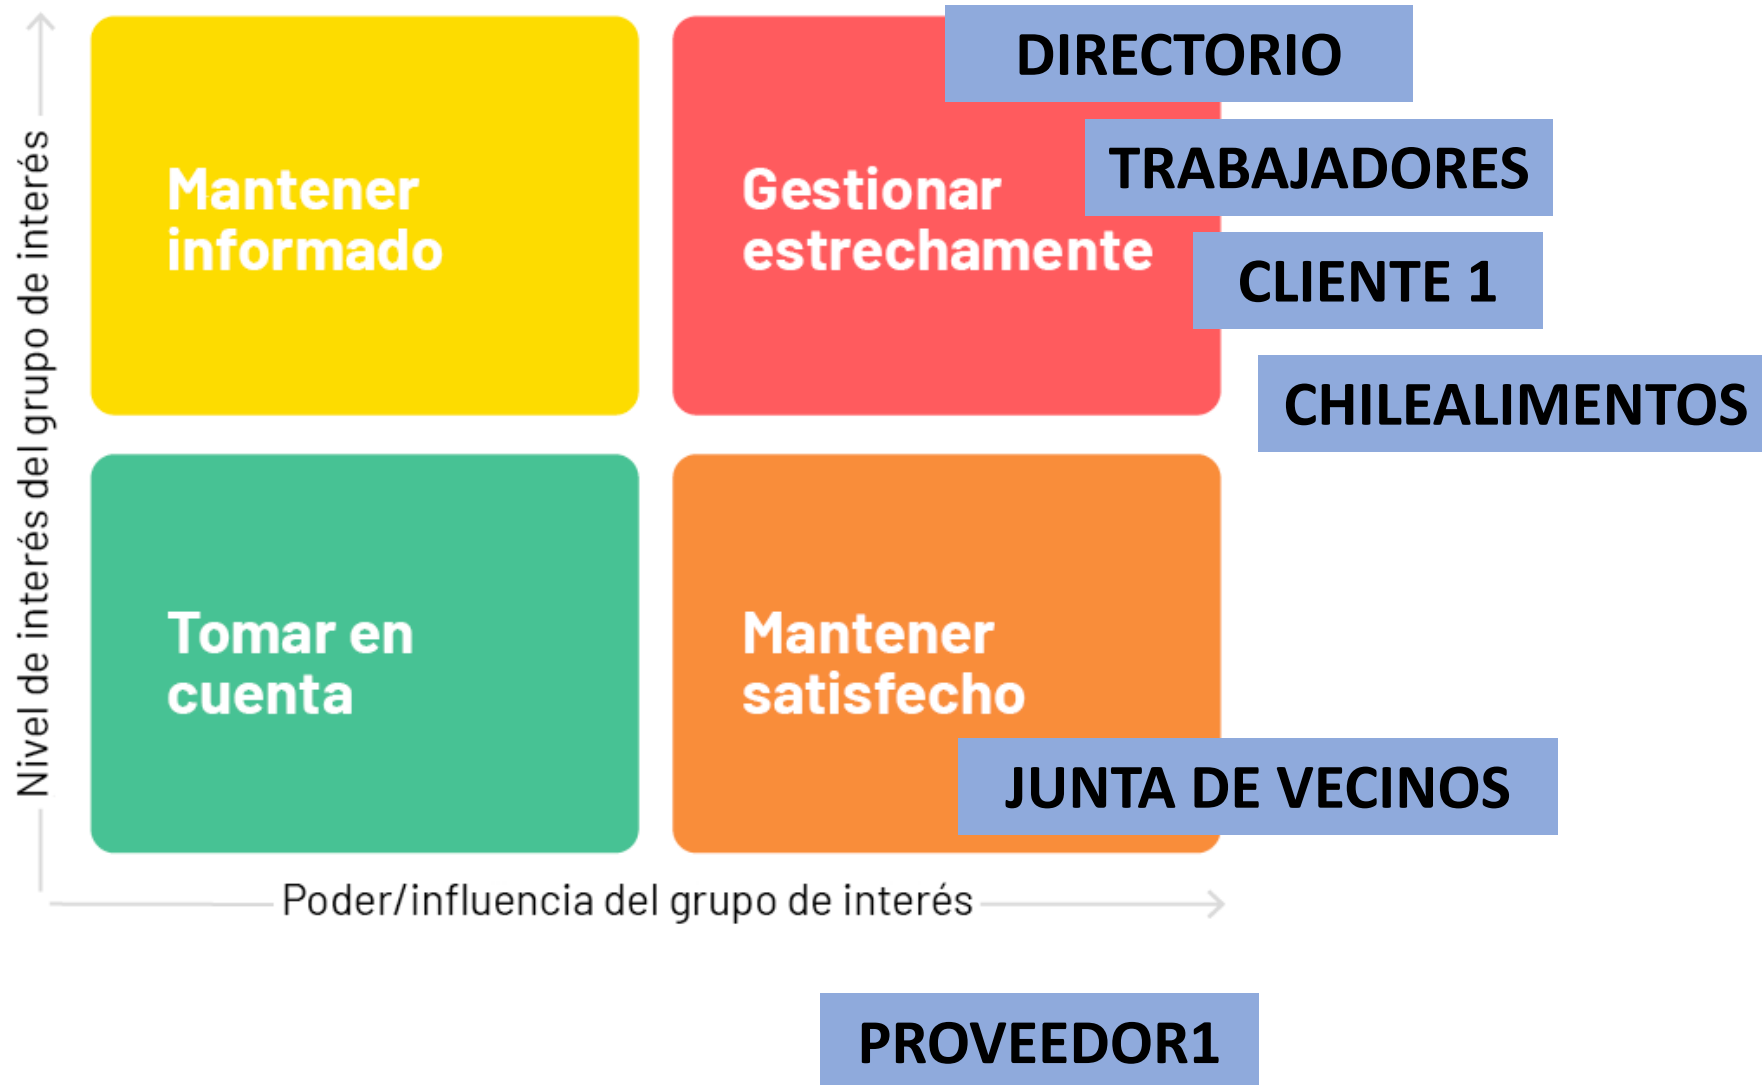 Nivel de interés del grupo de interés
Mantener
informado
Gestionar
estrechamente
DIRECTORIO
TRABAJADORES
CLIENTE 1
CHILEALIMENTOS
Tomar en
cuenta
Mantener
satisfecho
JUNTA DE VECINOS
Poder/influencia del grupo de interés
PROVEEDOR1